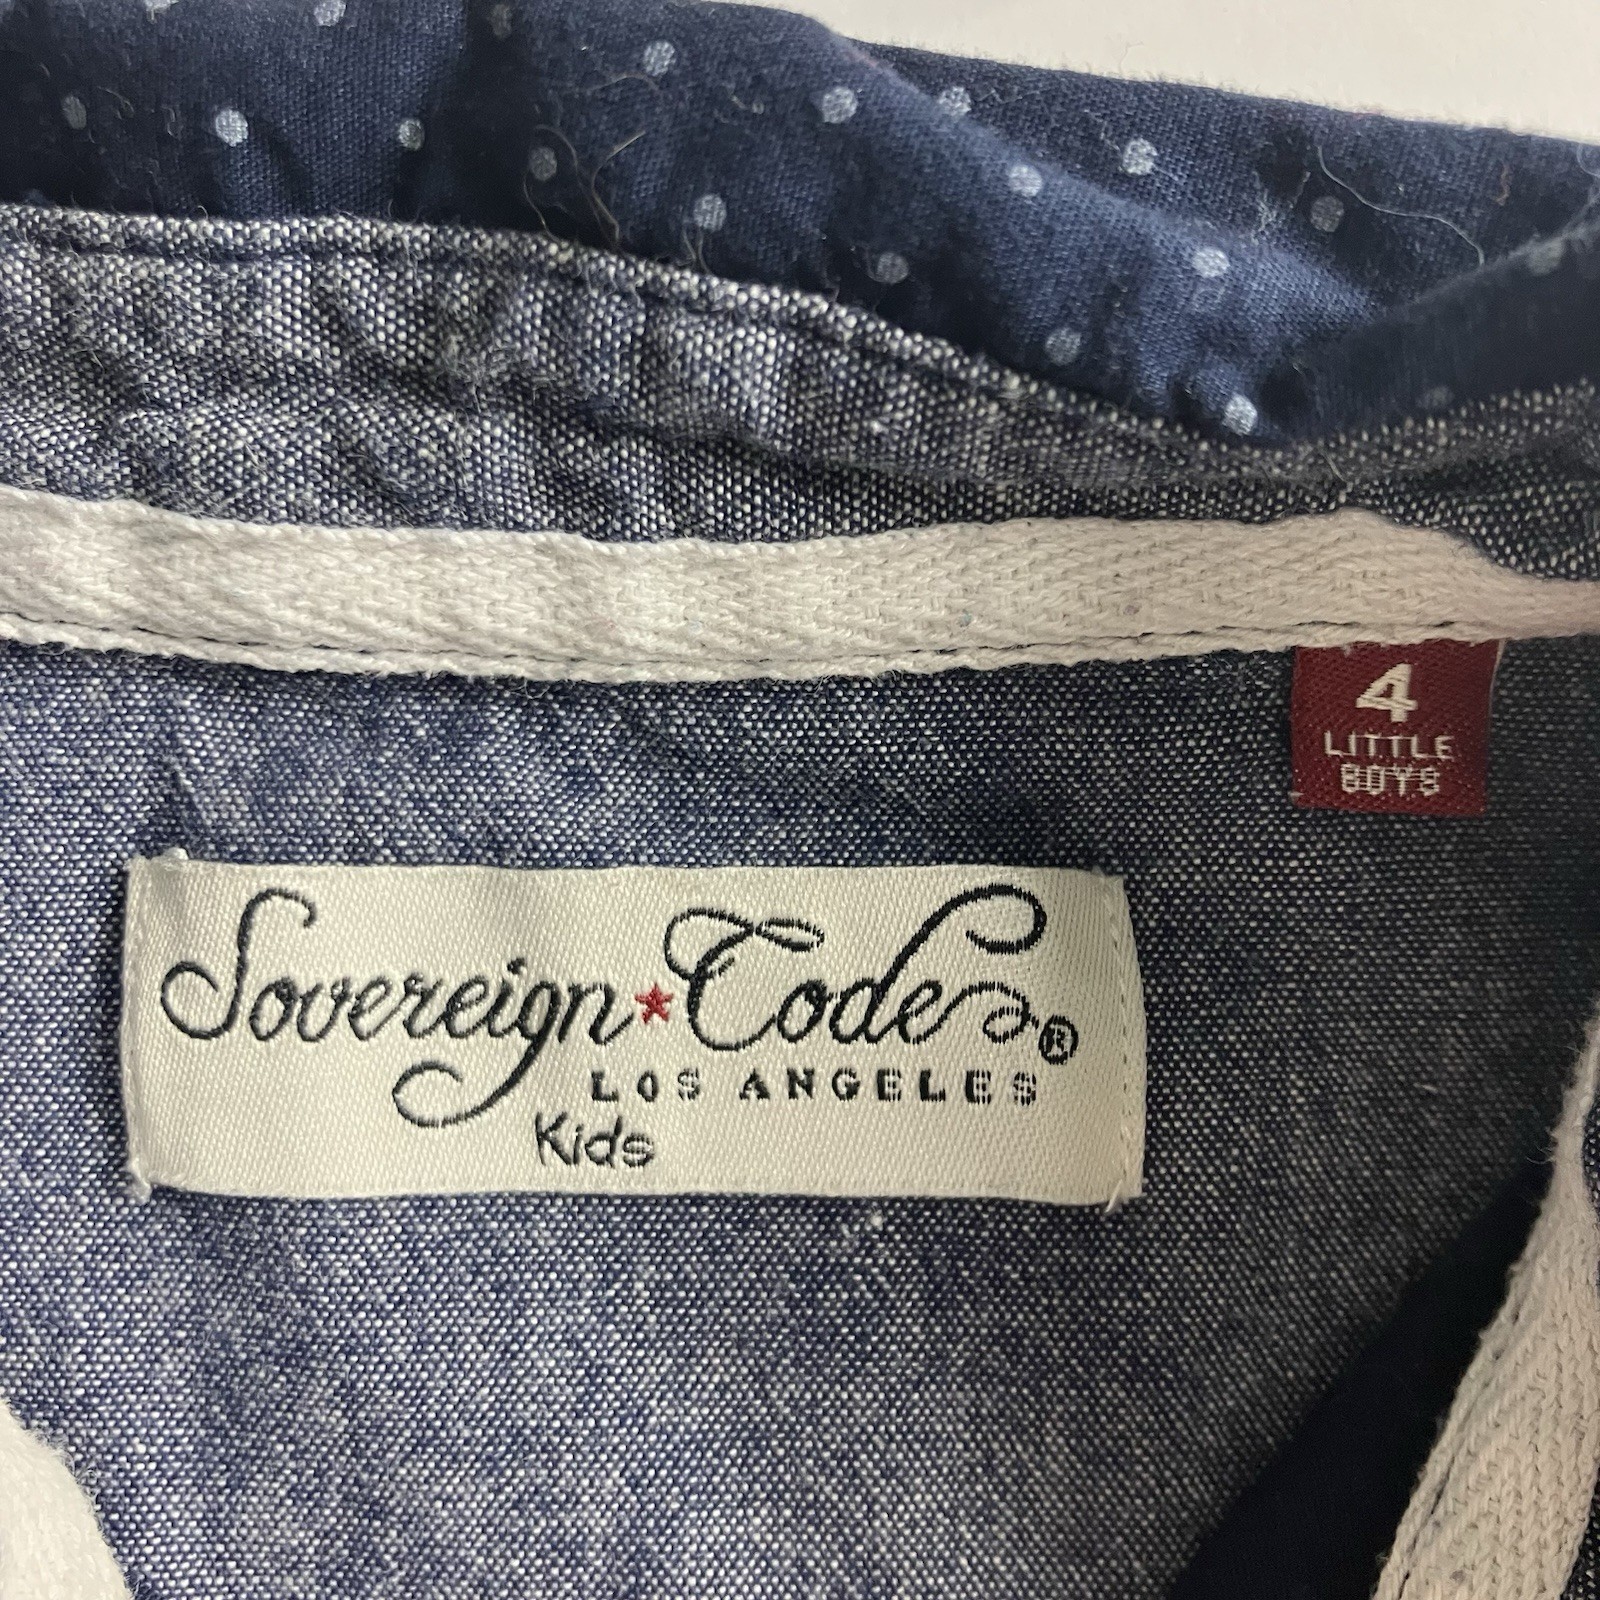 4
LITTLE
BOYS
Sovereign★Code®
LOS ANGELES
Kids